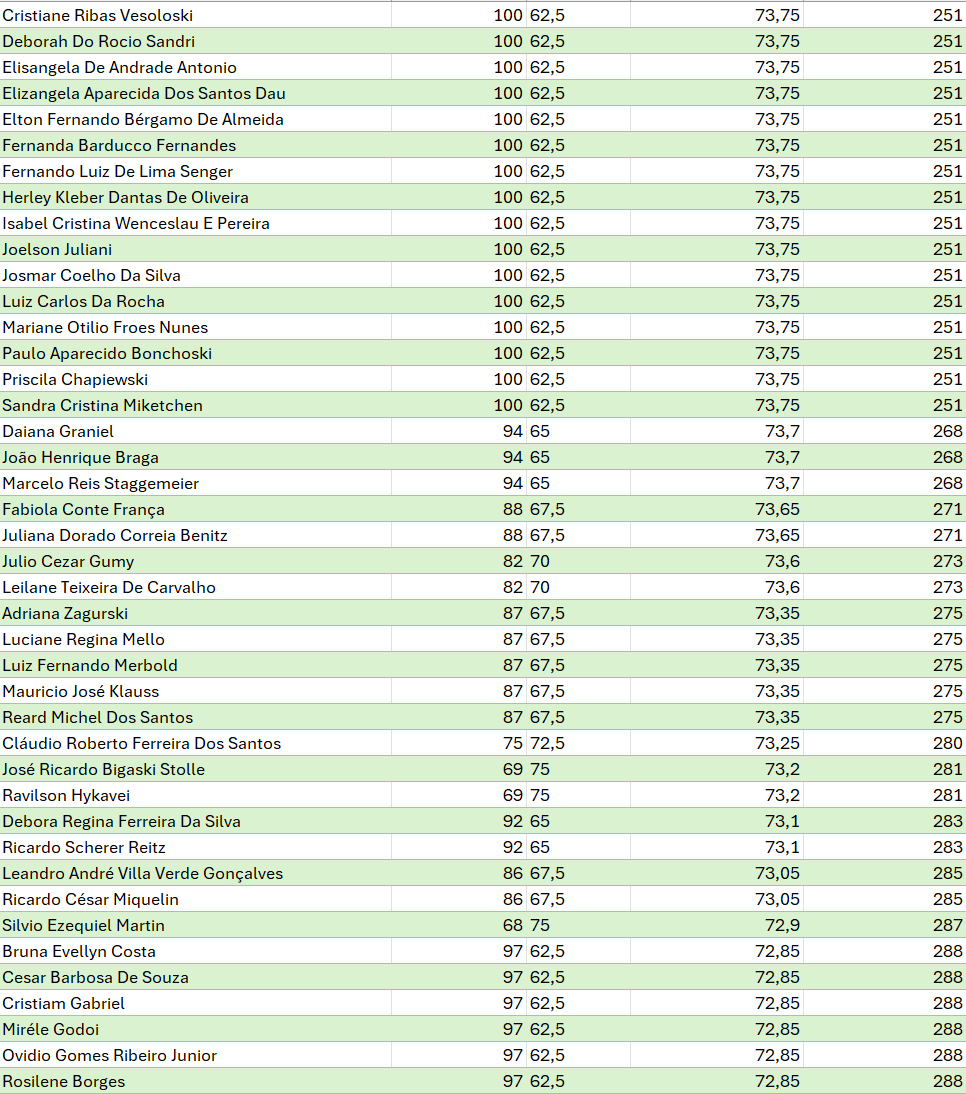 Cristiane Ribas Vesoloski 100 62,5 73,75 251
Deborah Do Rocio Sandri 100 62,5 73,75 251
Elisangela De Andrade Antonio 100 62,5 73,75 251
Elizangela Aparecida Dos Santos Dau 100 62,5 73,75 251
Elton Fernando Bérgamo De Almeida 100 62,5 73,75 251
Fernanda Barducco Fernandes 100 62,5 73,75 251
Fernando Luiz De Lima Senger 100 62,5 73,75 251
Herley Kleber Dantas De Oliveira 100 62,5 73,75 251
Isabel Cristina Wenceslau E Pereira 100 62,5 73,75 251
Joelson Juliani 100 62,5 73,75 251
Josmar Coelho Da Silva 100 62,5 73,75 251
Luiz Carlos Da Rocha 100 62,5 73,75 251
Mariane Otilio Froes Nunes 100 62,5 73,75 251
Paulo Aparecido Bonchoski 100 62,5 73,75 251
Priscila Chapiewski 100 62,5 73,75 251
Sandra Cristina Miketchen 100 62,5 73,75 251
Daiana Graniel 94 65 73,7 268
João Henrique Braga 94 65 73,7 268
Marcelo Reis Staggemeier 94 65 73,7 268
Fabiola Conte França 88 67,5 73,65 271
Juliana Dorado Correia Benitz 88 67,5 73,65 271
Julio Cezar Gumy 82 70 73,6 273
Leilane Teixeira De Carvalho 82 70 73,6 273
Adriana Zagurski 87 67,5 73,35 275
Luciane Regina Mello 87 67,5 73,35 275
Luiz Fernando Merbold 87 67,5 73,35 275
Mauricio José Klauss 87 67,5 73,35 275
Reard Michel Dos Santos 87 67,5 73,35 275
Cláudio Roberto Ferreira Dos Santos 75 72,5 73,25 280
José Ricardo Bigaski Stolle 69 75 73,2 281
Ravilson Hykavei 69 75 73,2 281
Debora Regina Ferreira Da Silva 92 65 73,1 283
Ricardo Scherer Reitz 92 65 73,1 283
Leandro André Villa Verde Gonçalves 86 67,5 73,05 285
Ricardo César Miquelin 86 67,5 73,05 285
Silvio Ezequiel Martin 68 75 72,9 287
Bruna Evellyn Costa 97 62,5 72,85 288
Cesar Barbosa De Souza 97 62,5 72,85 288
Cristiam Gabriel 97 62,5 72,85 288
Miréle Godoi 97 62,5 72,85 288
Ovidio Gomes Ribeiro Junior 97 62,5 72,85 288
Rosilene Borges 97 62,5 72,85 288